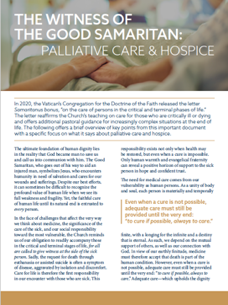 THE WITNESS OF
THE GOOD SAMARITAN:
PALLIATIVE CARE & HOSPICE
In 2020, the Vatican's Congregation for the Doctrine of the Faith released the letter
Samaritanus bonus, "on the care of persons in the critical and terminal phases of life."
The letter reaffirms the Church's teaching on care for those who are critically ill or dying
and offers additional pastoral guidance for increasingly complex situations at the end of
life. The following offers a brief overview of key points from this important document
with a specific focus on what it says about palliative care and hospice.
The ultimate foundation of human dignity lies
in the reality that God became man to save us
and call us into communion with him. The Good
Samaritan, who goes out of his way to aid an
injured man, symbolizes Jesus, who encounters
humanity in need of salvation and cares for our
wounds and sufferings. Despite our best efforts,
it can sometimes be difficult to recognize the
profound value of human life when we see its
full weakness and fragility. Yet, the faithful care
of human life until its natural end is entrusted to
every person.
In the face of challenges that affect the very way
we think about medicine, the significance of the
care of the sick, and our social responsibility
toward the most vulnerable, the Church reminds
us of our obligation to readily accompany those
in the critical and terminal stages of life, for all
are called to give witness at the side of the sick
person. Sadly, the request for death through
euthanasia or assisted suicide is often a symptom
of disease, aggravated by isolation and discomfort.
Care for life is therefore the first responsibility
in our encounter with those who are sick. This
responsibility exists not only when health may
be restored, but even when a cure is impossible.
Only human warmth and evangelical fraternity
can reveal a positive horizon of support to the sick
person in hope and confident trust.
The need for medical care comes from our
vulnerability as human persons. As a unity of body
and soul, each person is mentally and temporally
Even when a cure is not possible,
adequate care must still be
provided until the very end:
"to cure if possible, always to care."
finite, with a longing for the infinite and a destiny
that is eternal. As such, we depend on the mutual
support of others, as well as our connection with
God. In view of our earthly finitude, medicine
must therefore accept that death is part of the
human condition. However, even when a cure is
not possible, adequate care must still be provided
until the very end: "to cure if possible, always to
care." Adequate care—which upholds the dignity